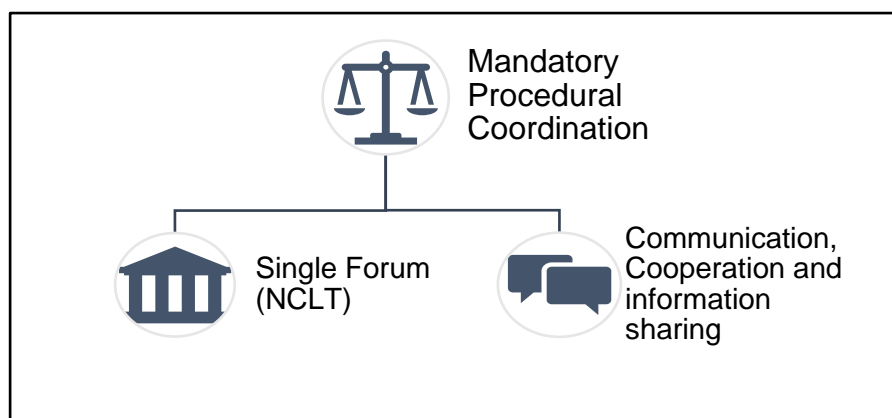 Mandatory
Procedural
Coordination
Single Forum
(NCLT)
Communication,
Cooperation and
information
sharing